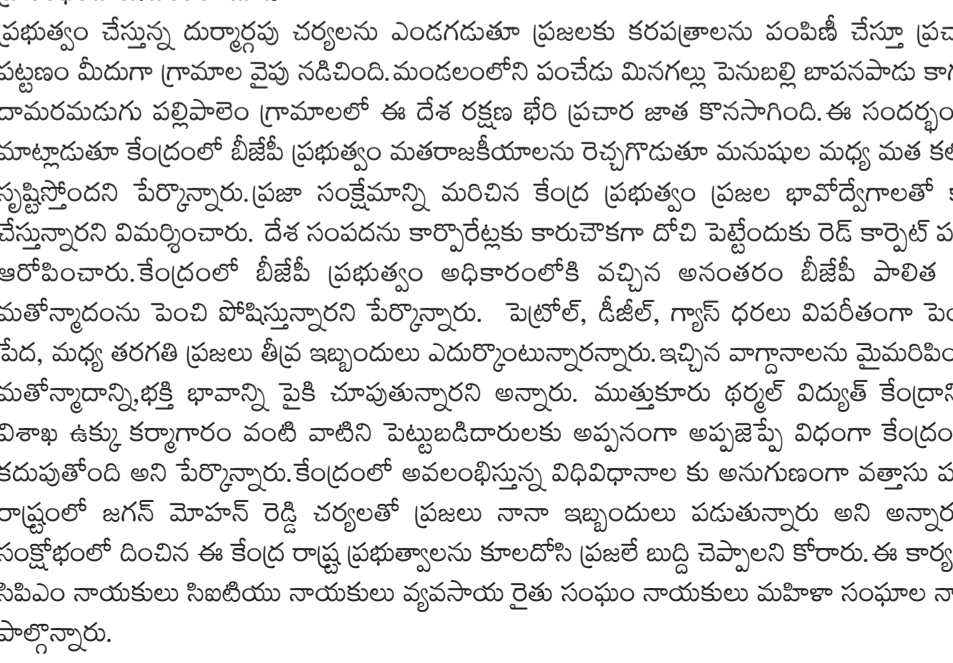 ప్రభుత్వం చేస్తున్న దుర్మార్గపు చర్యలను ఎండగడుతూ ప్రజలకు కరపత్రాలను పంపిణీ చేస్తూ
పట్టణం మీదుగా గ్రామాల వైపు నడిచింది.మండలంలోని పంచేడు మినగల్లు పెనుబల్లి బాపనపాడు
దామరమడుగు పల్లిపాలెం గ్రామాలలో ఈ దేశ రక్షణ భేరి ప్రచార జాత కొనసాగింది.ఈ
మాట్లాడుతూ కేంద్రంలో బీజేపీ ప్రభుత్వం మతరాజకీయాలను రెచ్చగొడుతూ మనుషుల మధ్య మత
సృష్టిస్తోందని పేర్కొన్నారు.ప్రజా సంక్షేమాన్ని మరిచిన కేంద్ర ప్రభుత్వం ప్రజల భావోద్వేగాలతో
చేస్తున్నారని విమర్శించారు. దేశ సంపదను కార్పొరేట్లకు కారుచౌకగా దోచి పెట్టేందుకు రెడ్ కార్పెట్
ఆరోపించారు.కేంద్రంలో బీజేపీ ప్రభుత్వం అధికారంలోకి వచ్చిన అనంతరం బీజేపీ పాలిత
మతోన్మాదంను పెంచి పోషిస్తున్నారని పేర్కొన్నారు. పెట్రోల్, డీజీల్, గ్యాస్ ధరలు విపరీతంగా
పేద, మధ్య తరగతి ప్రజలు తీవ్ర ఇబ్బందులు ఎదుర్కొంటున్నారన్నారు.ఇచ్చిన వాగ్దానాలను
మతోన్మాదాన్ని,భక్తి భావాన్ని పైకి చూపుతున్నారని అన్నారు. ముత్తుకూరు థర్మల్ విద్యుత్
విశాఖ ఉక్కు కర్మాగారం వంటి వాటిని పెట్టుబడిదారులకు అప్పనంగా అప్పజెప్పే విధంగా కేంద్రం
కదుపుతోంది అని పేర్కొన్నారు.కేంద్రంలో అవలంభిస్తున్న విధివిధానాల కు అనుగుణంగా వత్తాసు
రాష్ట్రంలో జగన్ మోహన్ రెడ్డి చర్యలతో ప్రజలు నానా ఇబ్బందులు పడుతున్నారు అని
సంక్షోభంలో దించిన ఈ కేంద్ర రాష్ట్ర ప్రభుత్వాలను కూలదోసి ప్రజలే బుద్ది చెప్పాలని కోరారు.ఈ
సిపిఎం నాయకులు సిఐటియు నాయకులు వ్యవసాయ రైతు సంఘం నాయకులు మహిళా సంఘాల
పాల్గొన్నారు.